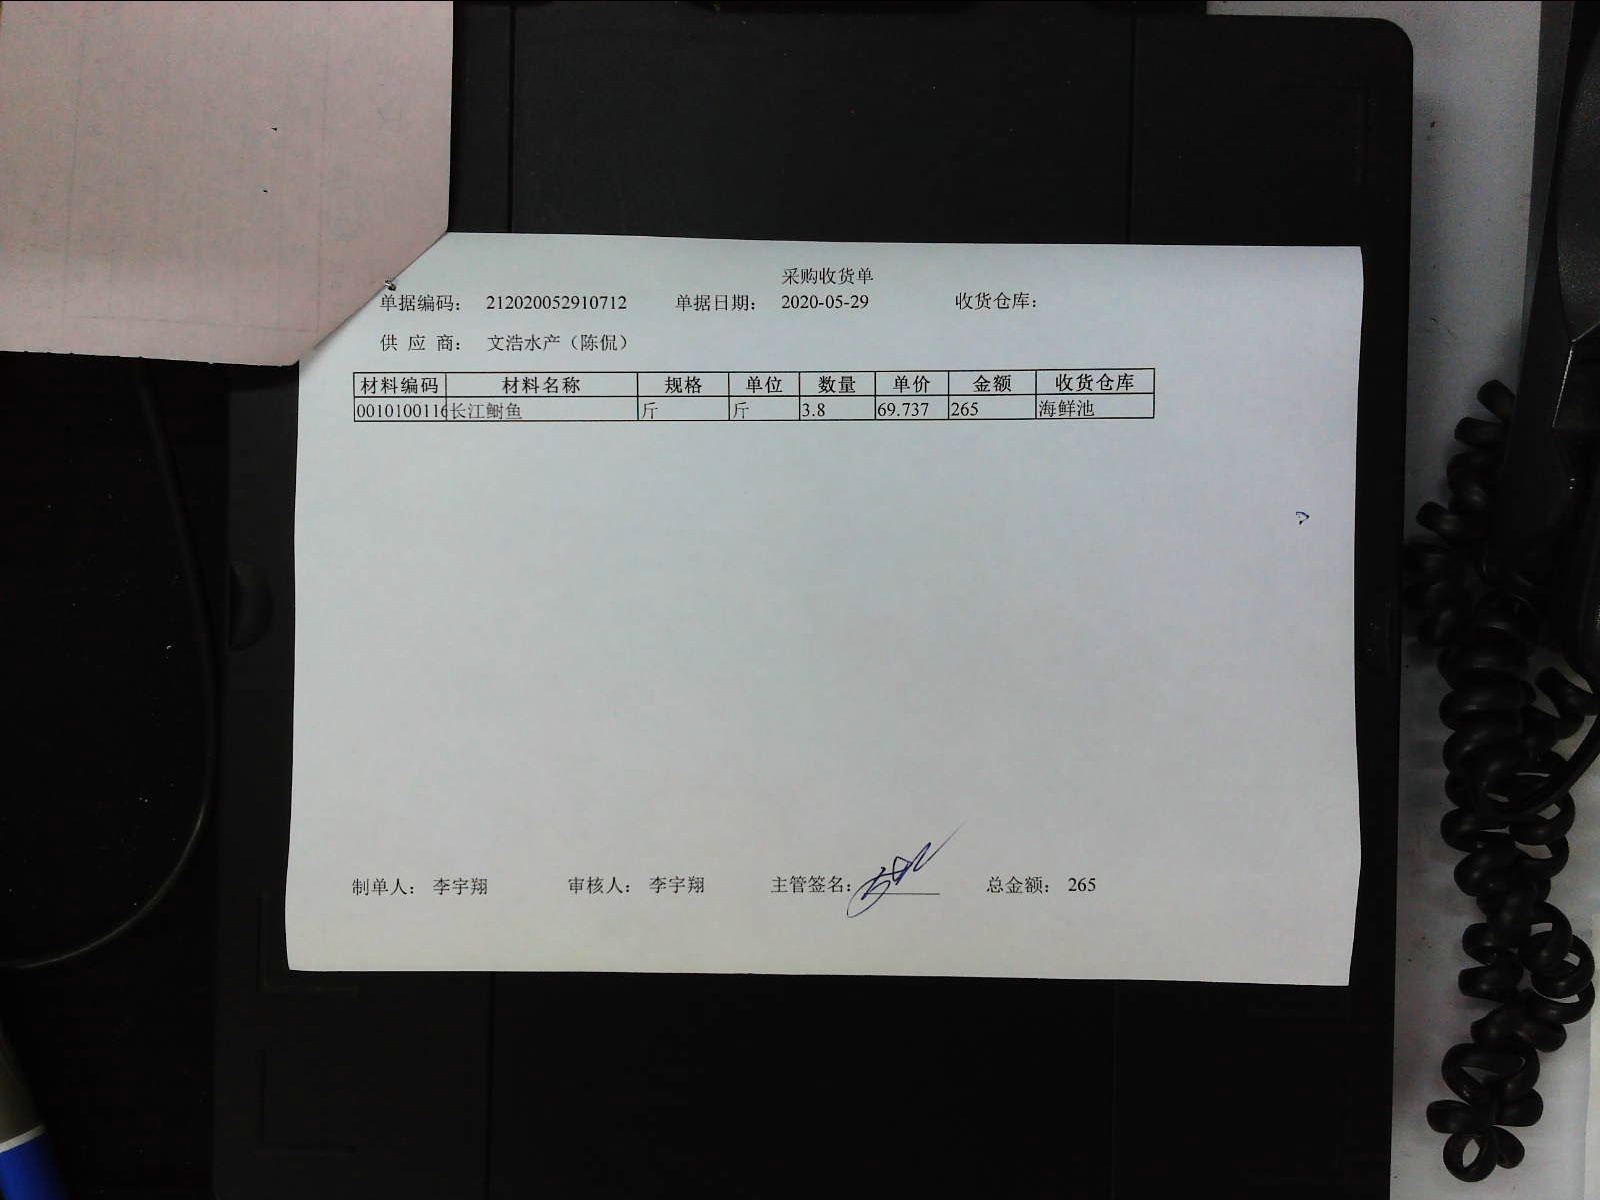 采购收货单
单据编码： 212020052910712 单据日期： 2020-05-29 收货仓库：
供 应 商： 文浩水产（陈侃）
材料编码 材料名称 规格 单位 数量 单价 金额 收货仓库
0010100116 长江鲥鱼 斤 斤 3.8 69.737 265 海鲜池
制单人： 李宇翔 审核人： 李宇翔 主管签名： 总金额： 265